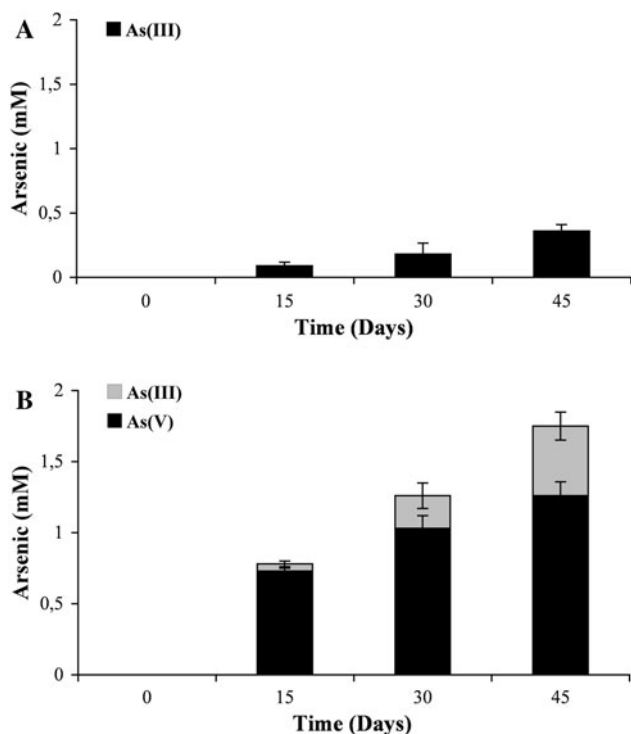 A
As(III)
2
1,5
1
0,5
0
Arsenic (mM)
0 15 30 45
Time (Days)
B
As(III)
As(V)
2
1,5
1
0,5
0
Arsenic (mM)
0 15 30 45
Time (Days)